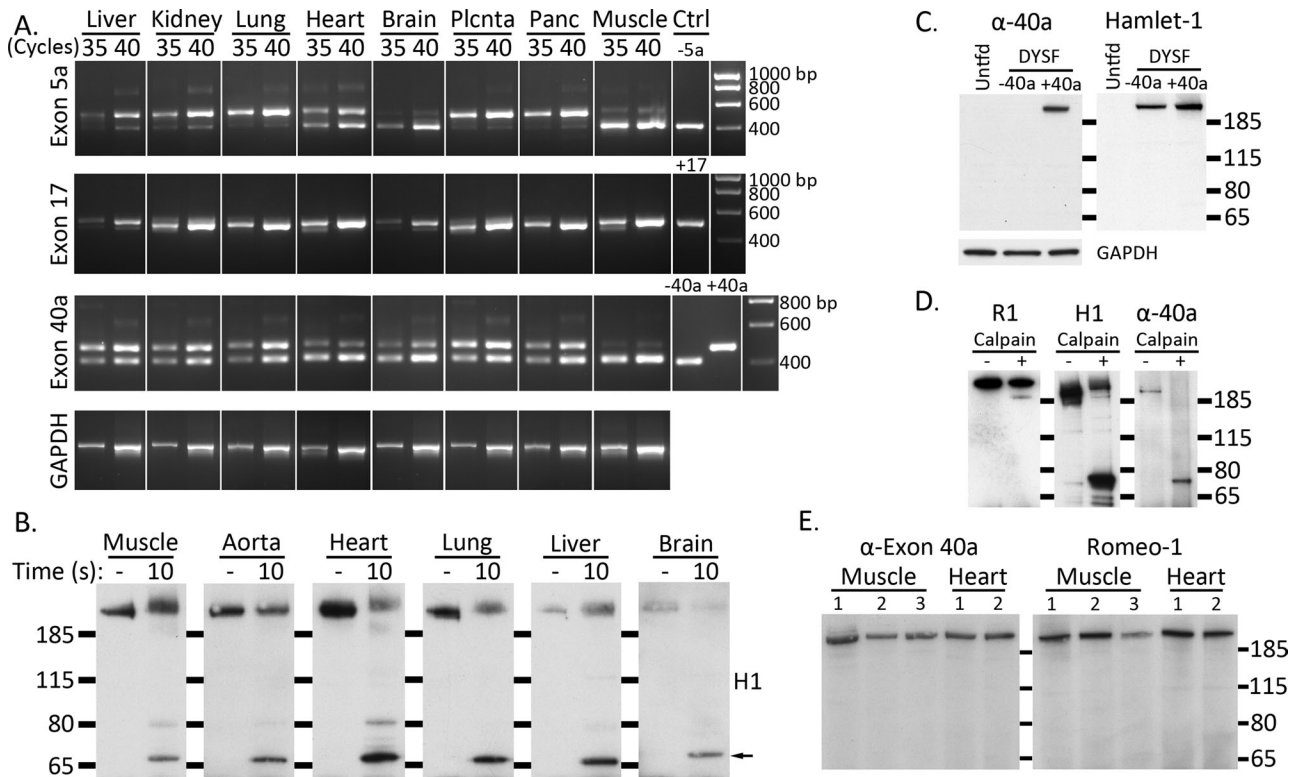 A.
Liver Kidney Lung Heart Brain Plcnta Panc Muscle Ctrl
(Cycles) 35 40 35 40 35 40 35 40 35 40 35 40 35 40 35 40 -5a
Exon 5a
1000 bp
800
600
400
+17
Exon 17
1000 bp
800
600
400
-40a +40a
Exon 40a
800 bp
600
400
GAPDH
B.
Muscle Aorta Heart Lung Liver Brain
Time (s): - 10 - 10 - 10 - 10 - 10 - 10
185
115
80
65
H1
C.
α-40a Hamlet-1
Untfd DYSF Untfd DYSF
-40a +40a -40a +40a
185
115
80
65
GAPDH
D.
R1 H1 α-40a
Calpain Calpain Calpain
- + - + - +
185
115
80
65
E.
α-Exon 40a Romeo-1
Muscle Heart Muscle Heart
1 2 3 1 2 1 2 3 1 2
185
115
80
65